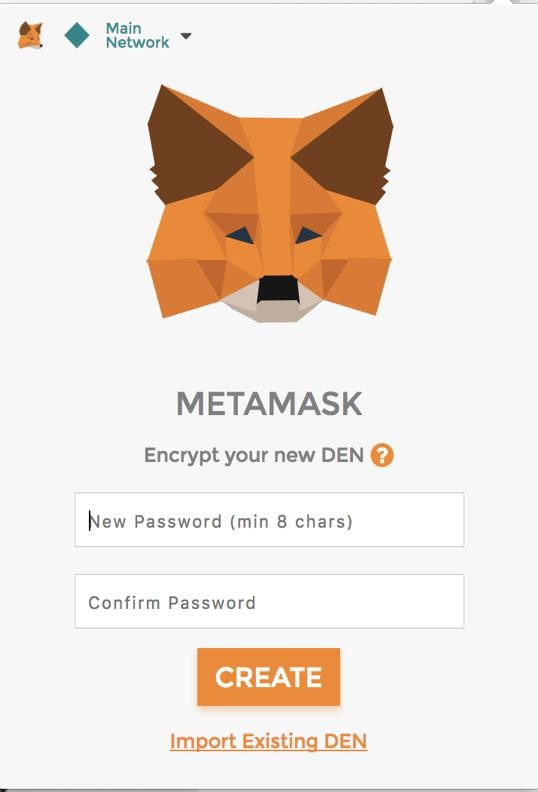 Main
Network
METAMASK
Encrypt your new DEN ?
New Password (min 8 chars)
Confirm Password
CREATE
Import Existing DEN